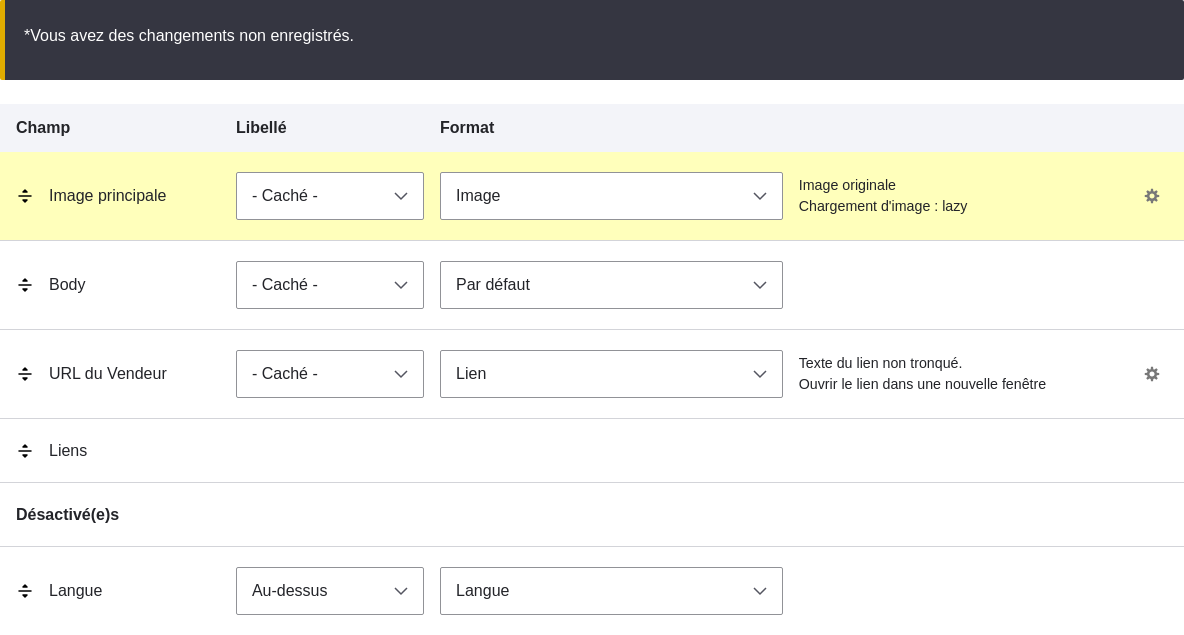 *Vous avez des changements non enregistrés.
Champ Libellé Format
Image principale - Caché - Image Image originale
Chargement d'image : lazy
Body - Caché - Par défaut
URL du Vendeur - Caché - Lien Texte du lien non tronqué.
Ouvrir le lien dans une nouvelle fenêtre
Liens
Désactivé(e)s
Langue Au-dessus Langue